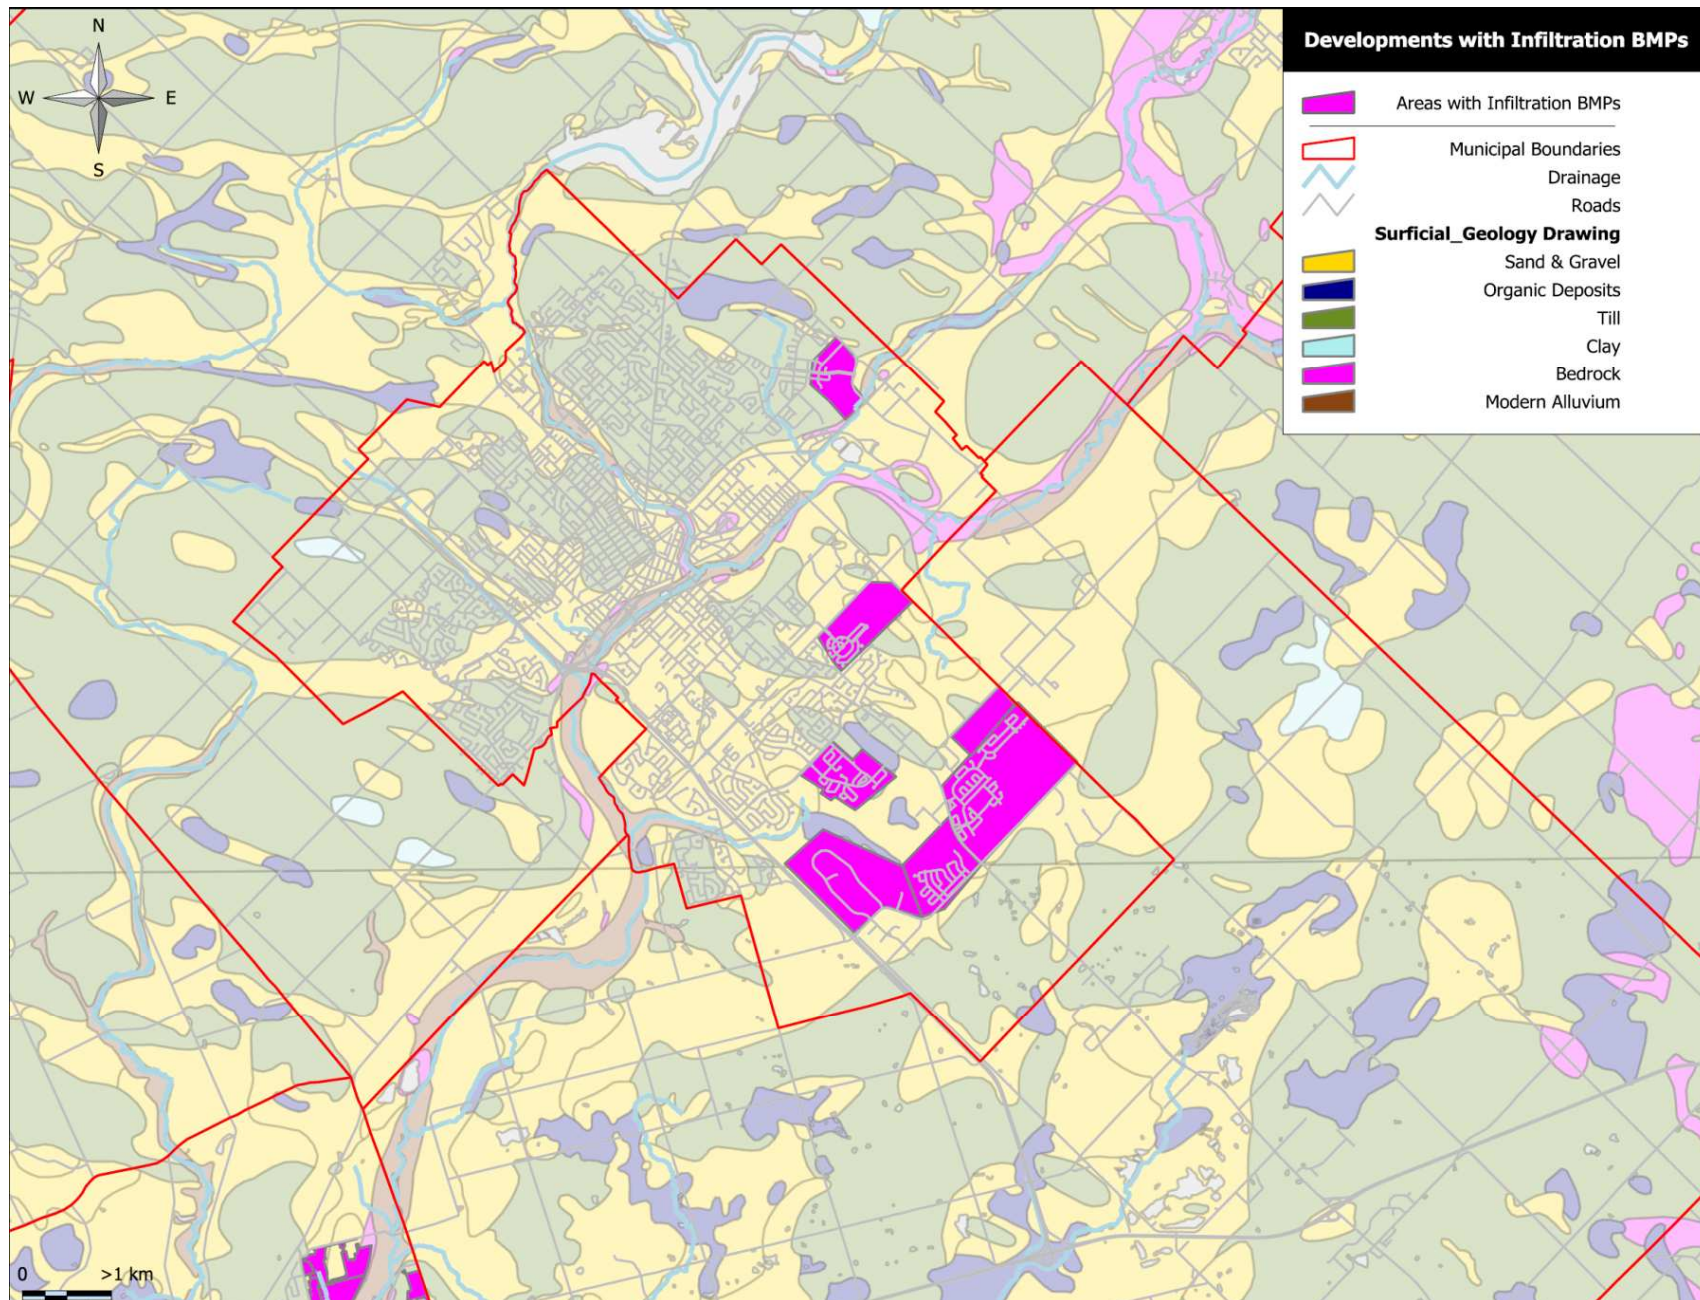 N
W E
S
Developments with Infiltration BMPs
Areas with Infiltration BMPs
Municipal Boundaries
Drainage
Roads
Surficial_Geology Drawing
Sand & Gravel
Organic Deposits
Till
Clay
Bedrock
Modern Alluvium
0 >1 km